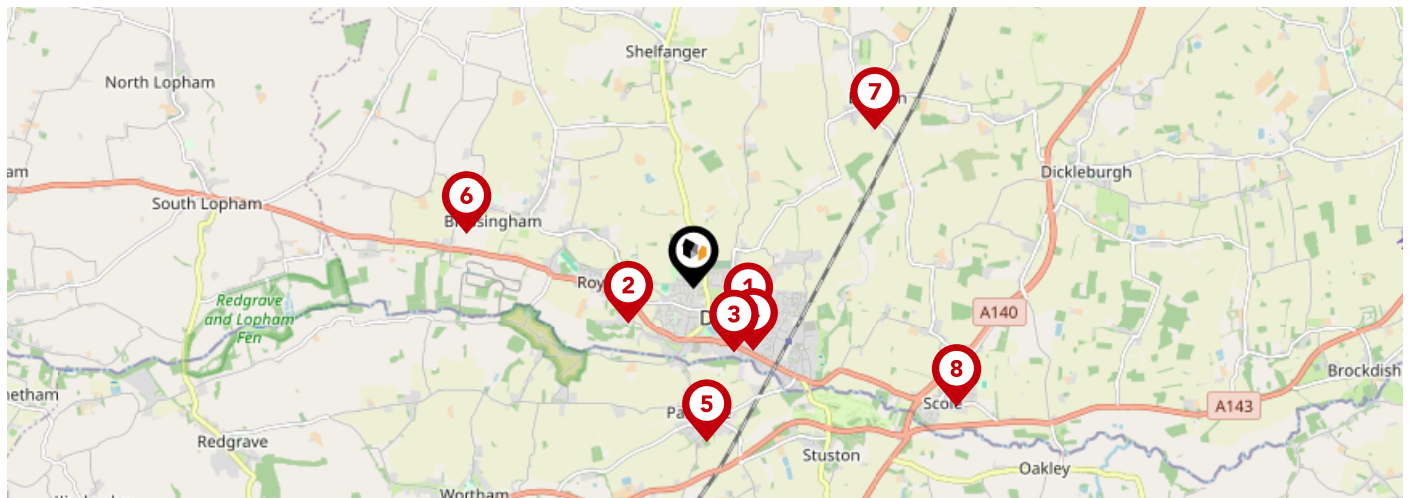 Shelfanger
North Lopham
7
am
Dickleburgh
6
South Lopham
1
2
Redgrave
and Lopham
Fen
3
A140
8
Brockdish
5
A143
Redgrave
Stuston
Oakley
Wortham